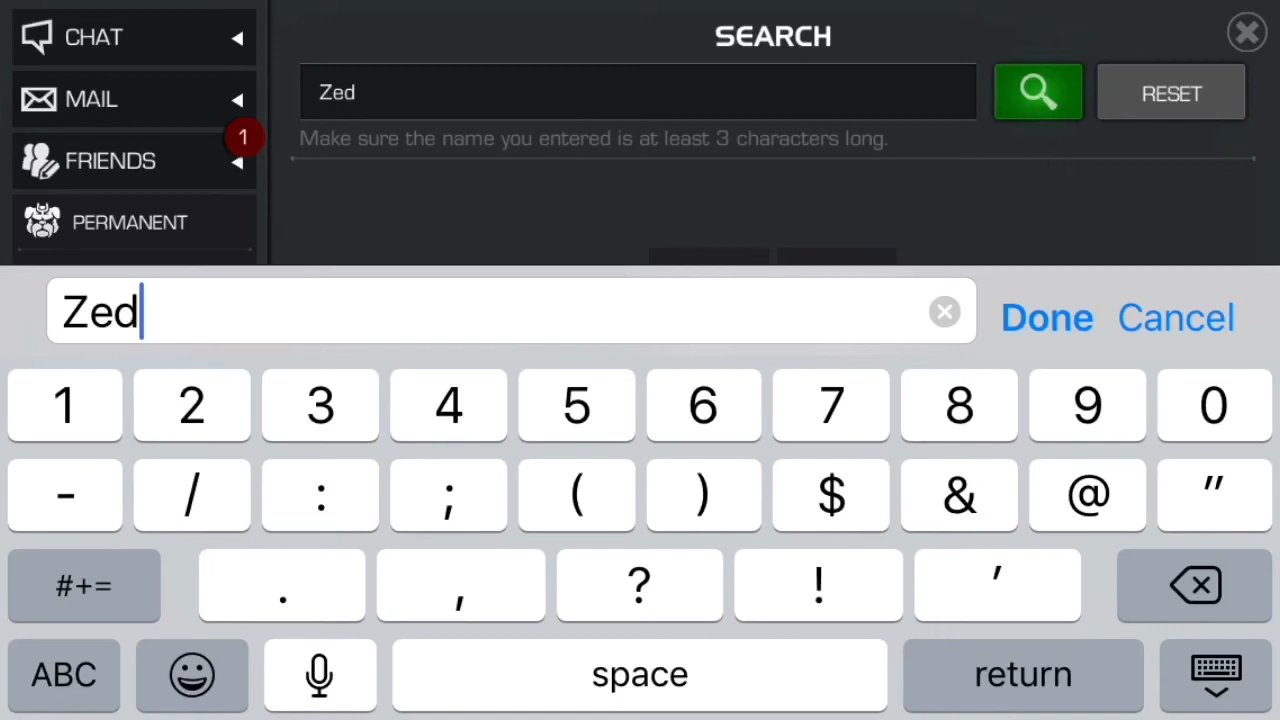 CHAT
MAIL
1
FRIENDS
PERMANENT
SEARCH
Zed
RESET
Make sure the name you entered is at least 3 characters long.
Zed
Done Cancel
1 2 3 4 5 6 7 8 9 0
- / : ; ( ) $ & @ "
#+= . , ? ! '
ABC space return